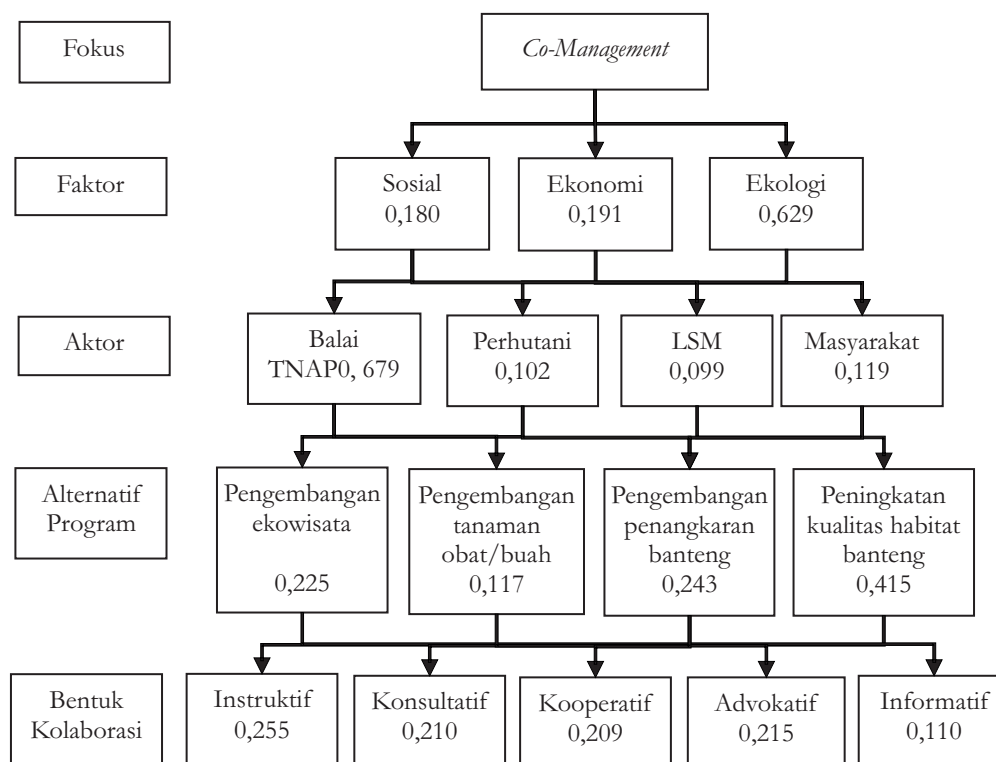 Fokus
Co-Management
Faktor
Sosial
0,180
Ekonomi
0,191
Ekologi
0,629
Aktor
Balai
TNAP0, 679
Perhutani
0,102
LSM
0,099
Masyarakat
0,119
Alternatif
Program
Pengembangan
ekowisata
0,225
Pengembangan
tanaman
obat/buah
0,117
Pengembangan
penangkaran
banteng
0,243
Peningkatan
kualitas habitat
banteng
0,415
Bentuk
Kolaborasi
Instruktif
0,255
Konsultatif
0,210
Kooperatif
0,209
Advokatif
0,215
Informatif
0,110